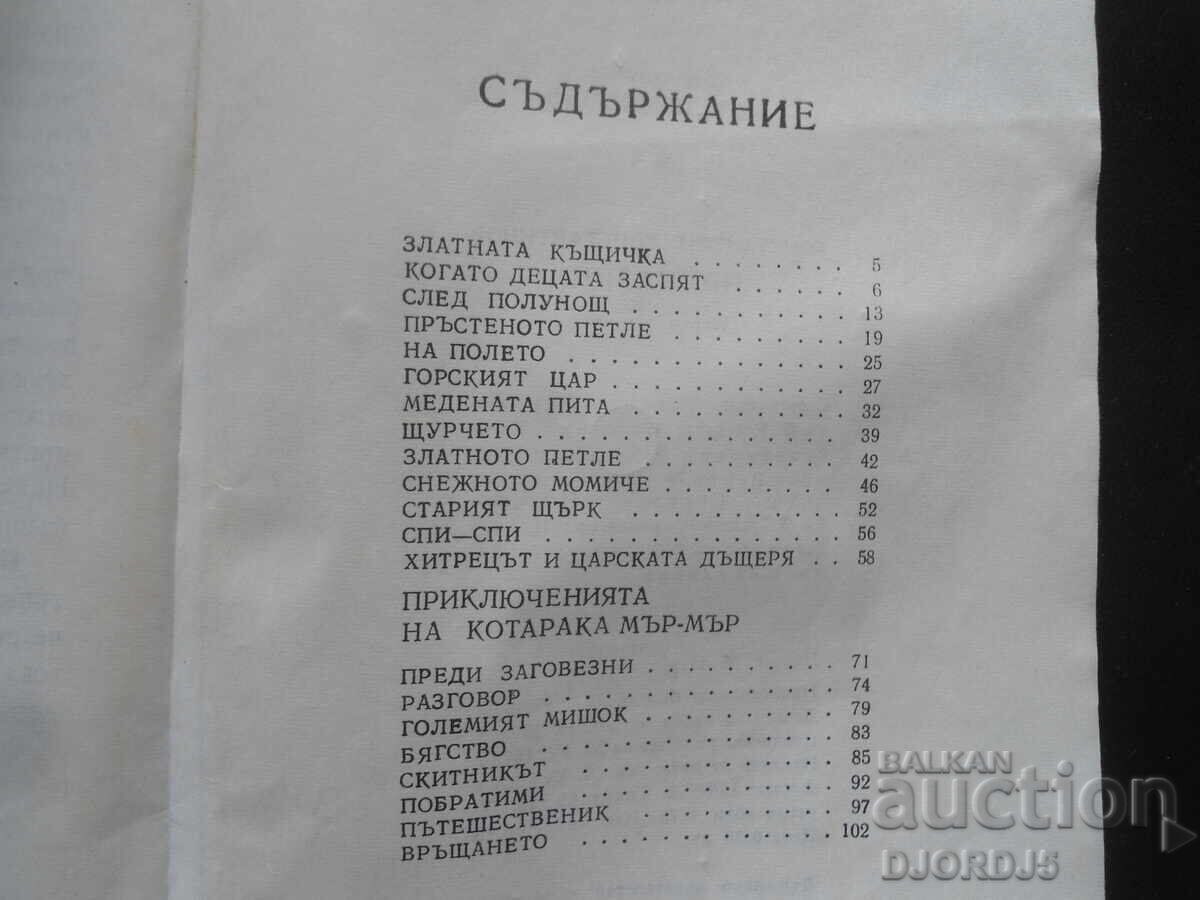 СЪДЪРЖАНИЕ
ЗЛАТНАТА КЪЩИЧКА . . . . . . . . 5
КОГАТО ДЕЦАТА ЗАСПЯТ . . . . . . 6
СЛЕД ПОЛУНОЩ . . . . . . . . . . . 13
ПРЪСТЕНОТО ПЕТЛЕ . . . . . . . . . 19
НА ПОЛЕТО . . . . . . . . . . . . . 25
ГОРСКИЯТ ЦАР . . . . . . . . . . . 27
МЕДЕНАТА ПИТА . . . . . . . . . . 32
ЩУРЧЕТО . . . . . . . . . . . . . . 39
ЗЛАТНОТО ПЕТЛЕ . . . . . . . . . . 42
СНЕЖНОТО МОМИЧЕ . . . . . . . . . 46
СТАРИЯТ ЩЪРК . . . . . . . . . . . 52
СПИ—СПИ . . . . . . . . . . . . . . 56
ХИТРЕЦЪТ И ЦАРСКАТА ДЪЩЕРЯ . . 58
ПРИКЛЮЧЕНИЯТА
НА КОТАРАКА МЪР-МЪР
ПРЕДИ ЗАГОВЕЗНИ . . . . . . . . . 71
РАЗГОВОР . . . . . . . . . . . . . 74
ГОЛЕМИЯТ МИШОК . . . . . . . . . 79
БЯГСТВО . . . . . . . . . . . . . . 83
СКИТНИКЪТ . . . . . . . . . . . . 85
ПОБРАТИМИ . . . . . . . . . . . . 92
ПЪТЕШЕСТВЕНИК . . . . . . . . . 97
ВРЪЩАНЕТО . . . . . . . . . . . . 102
BALKAN
auction
DJORDJ5